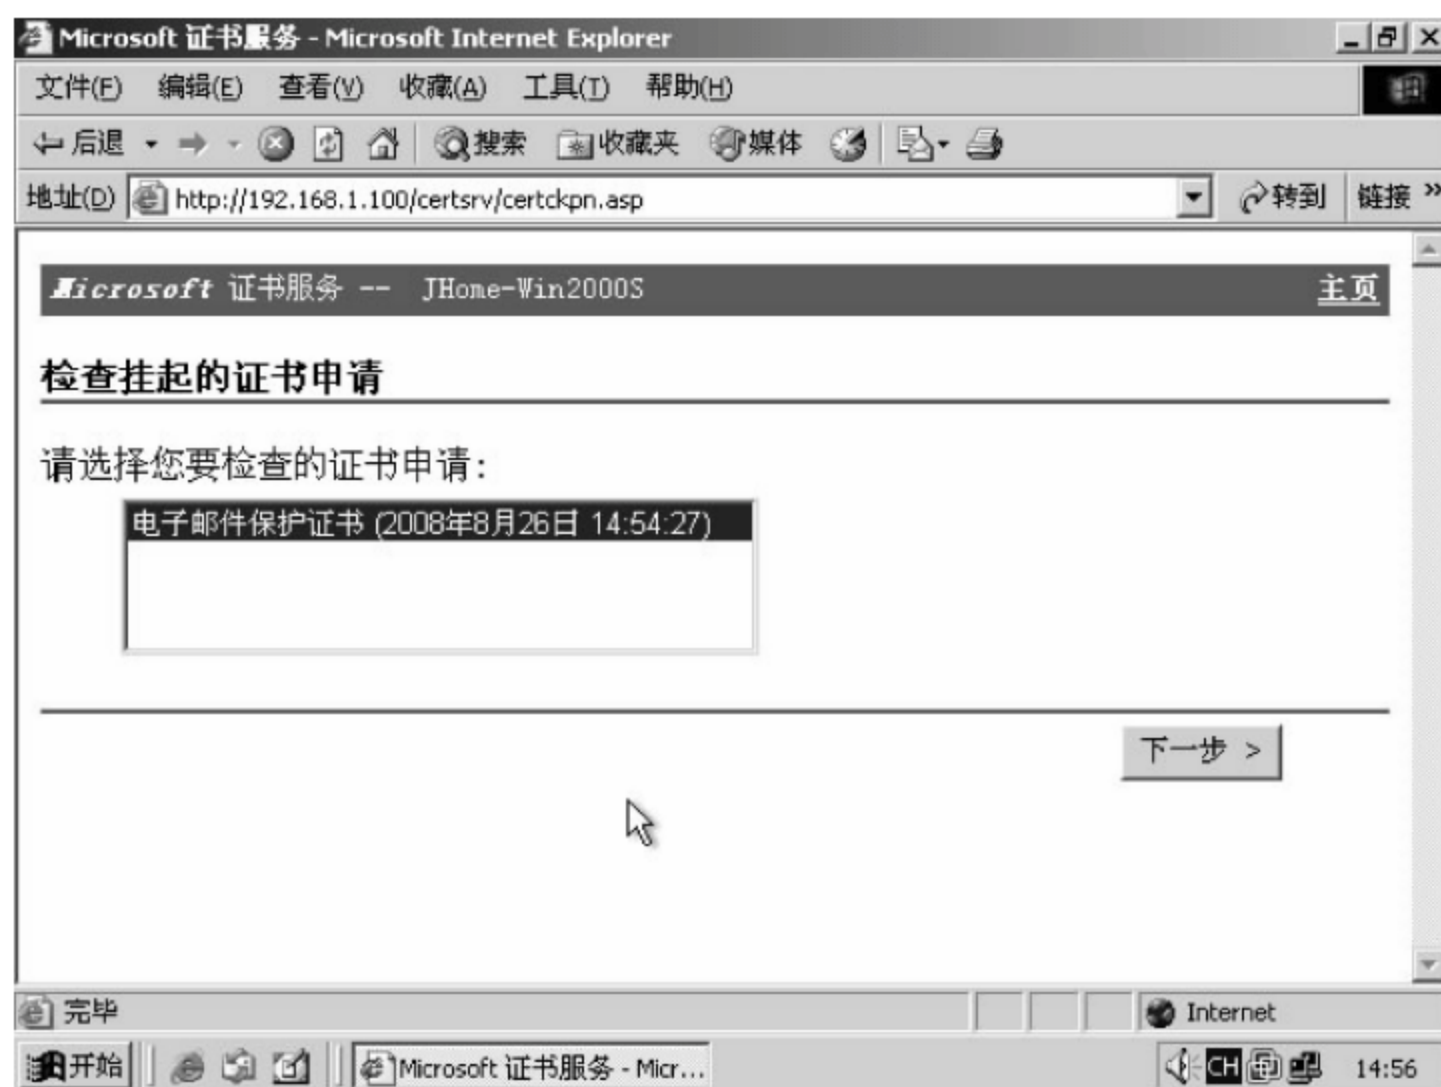 Microsoft 证书服务 - Microsoft Internet Explorer
文件(F) 编辑(E) 查看(V) 收藏(A) 工具(T) 帮助(H)
后退 搜索 收藏夹 媒体
地址(D) http://192.168.1.100/certsrv/certckpn.asp 转到 链接 »
Microsoft 证书服务 -- JHome-Win2000S 主页
检查挂起的证书申请
请选择您要检查的证书申请:
电子邮件保护证书 (2008年8月26日 14:54:27)
下一步 >
完毕 Internet
开始 Microsoft 证书服务 - Micr... CH 14:56